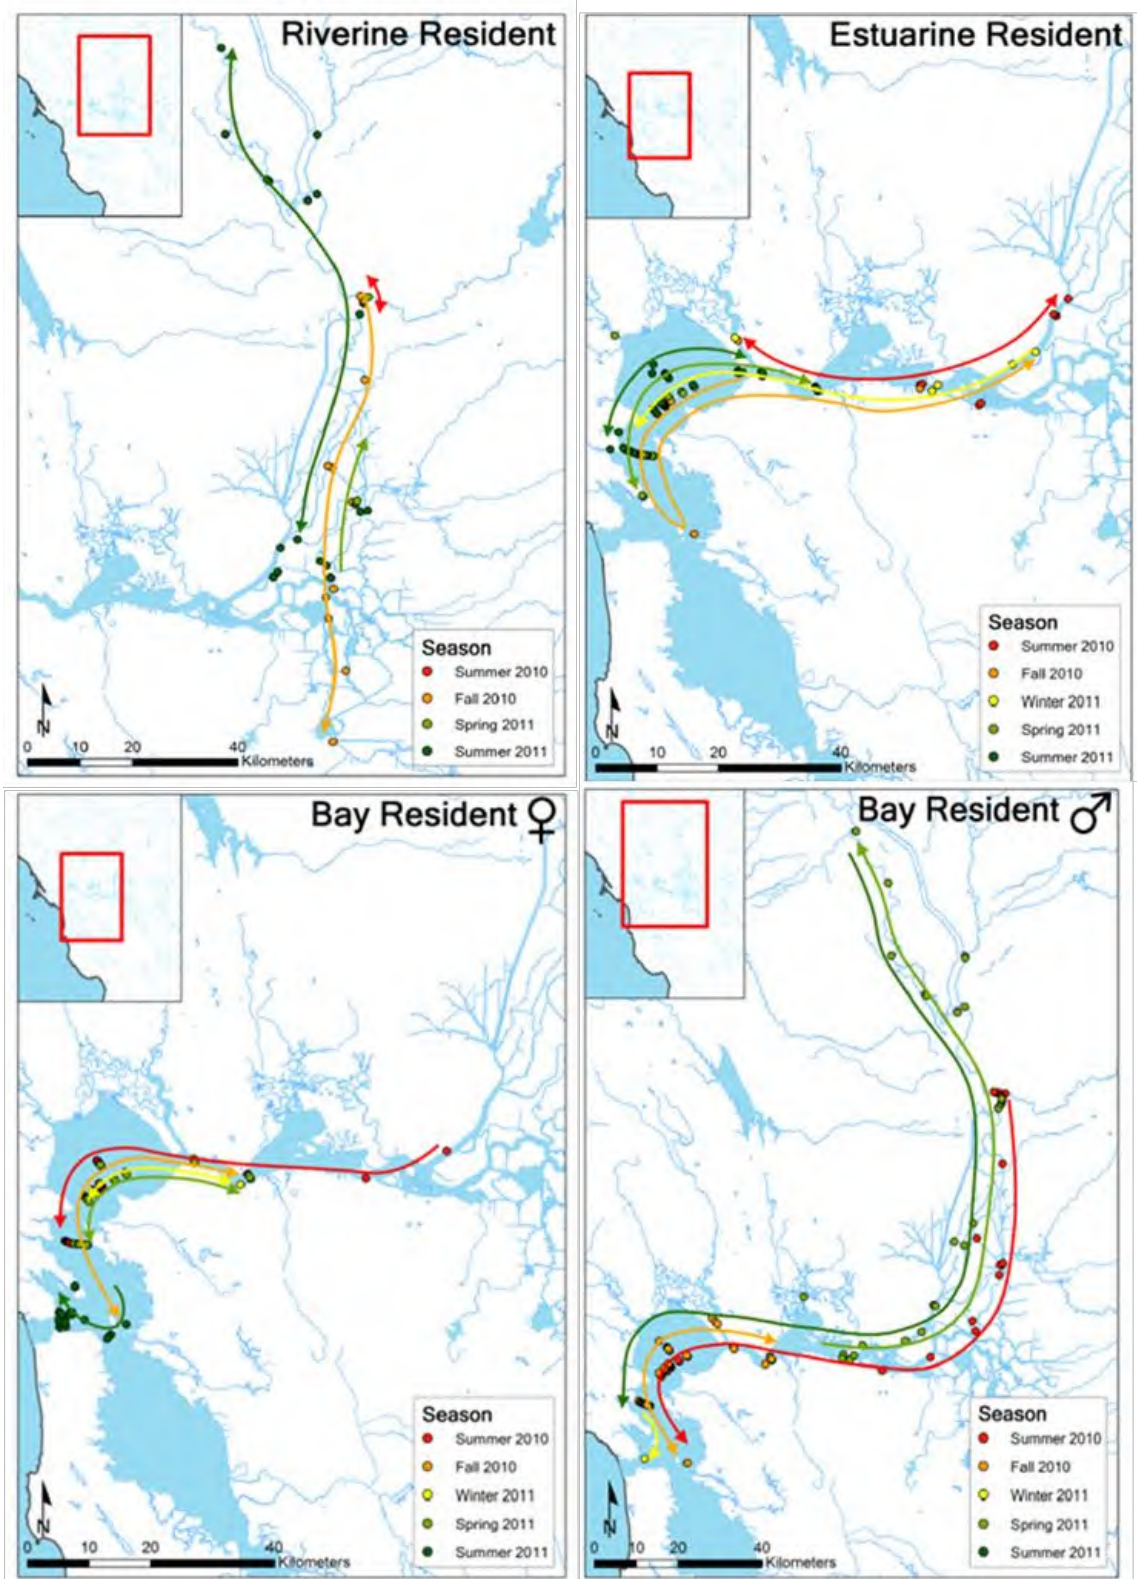 Riverine Resident
Season
Summer 2010
Fall 2010
Spring 2011
Summer 2011
N
0 10 20 40
Kilometers
Estuarine Resident
Season
Summer 2010
Fall 2010
Winter 2011
Spring 2011
Summer 2011
N
0 10 20 40
Kilometers
Bay Resident ♀
Season
Summer 2010
Fall 2010
Winter 2011
Spring 2011
Summer 2011
N
0 10 20 40
Kilometers
Bay Resident ♂
Season
Summer 2010
Fall 2010
Winter 2011
Spring 2011
Summer 2011
N
0 10 20 40
Kilometers